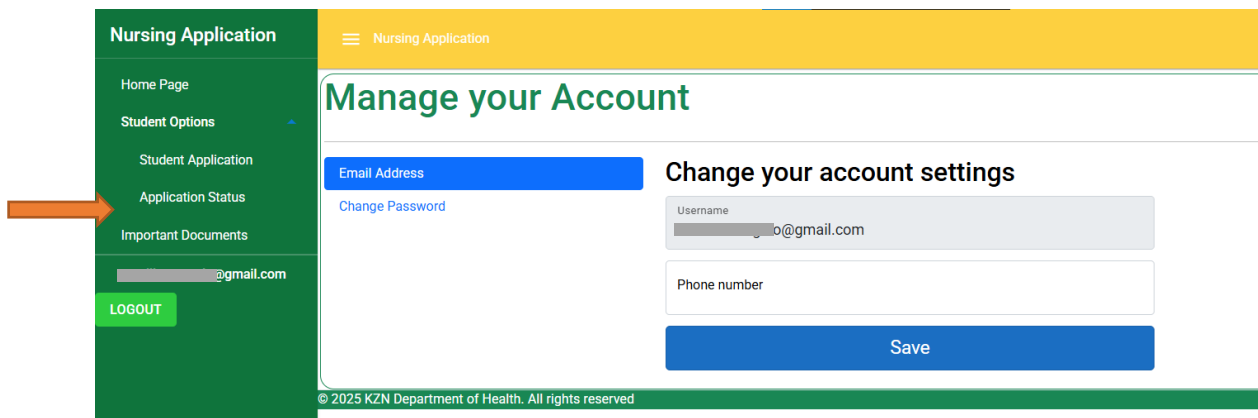 Nursing Application
Nursing Application
Home Page
Student Options
Student Application
Application Status
Important Documents
@gmail.com
LOGOUT
Manage your Account
Email Address
Change Password
Change your account settings
Username
o@gmail.com
Phone number
Save
© 2025 KZN Department of Health. All rights reserved